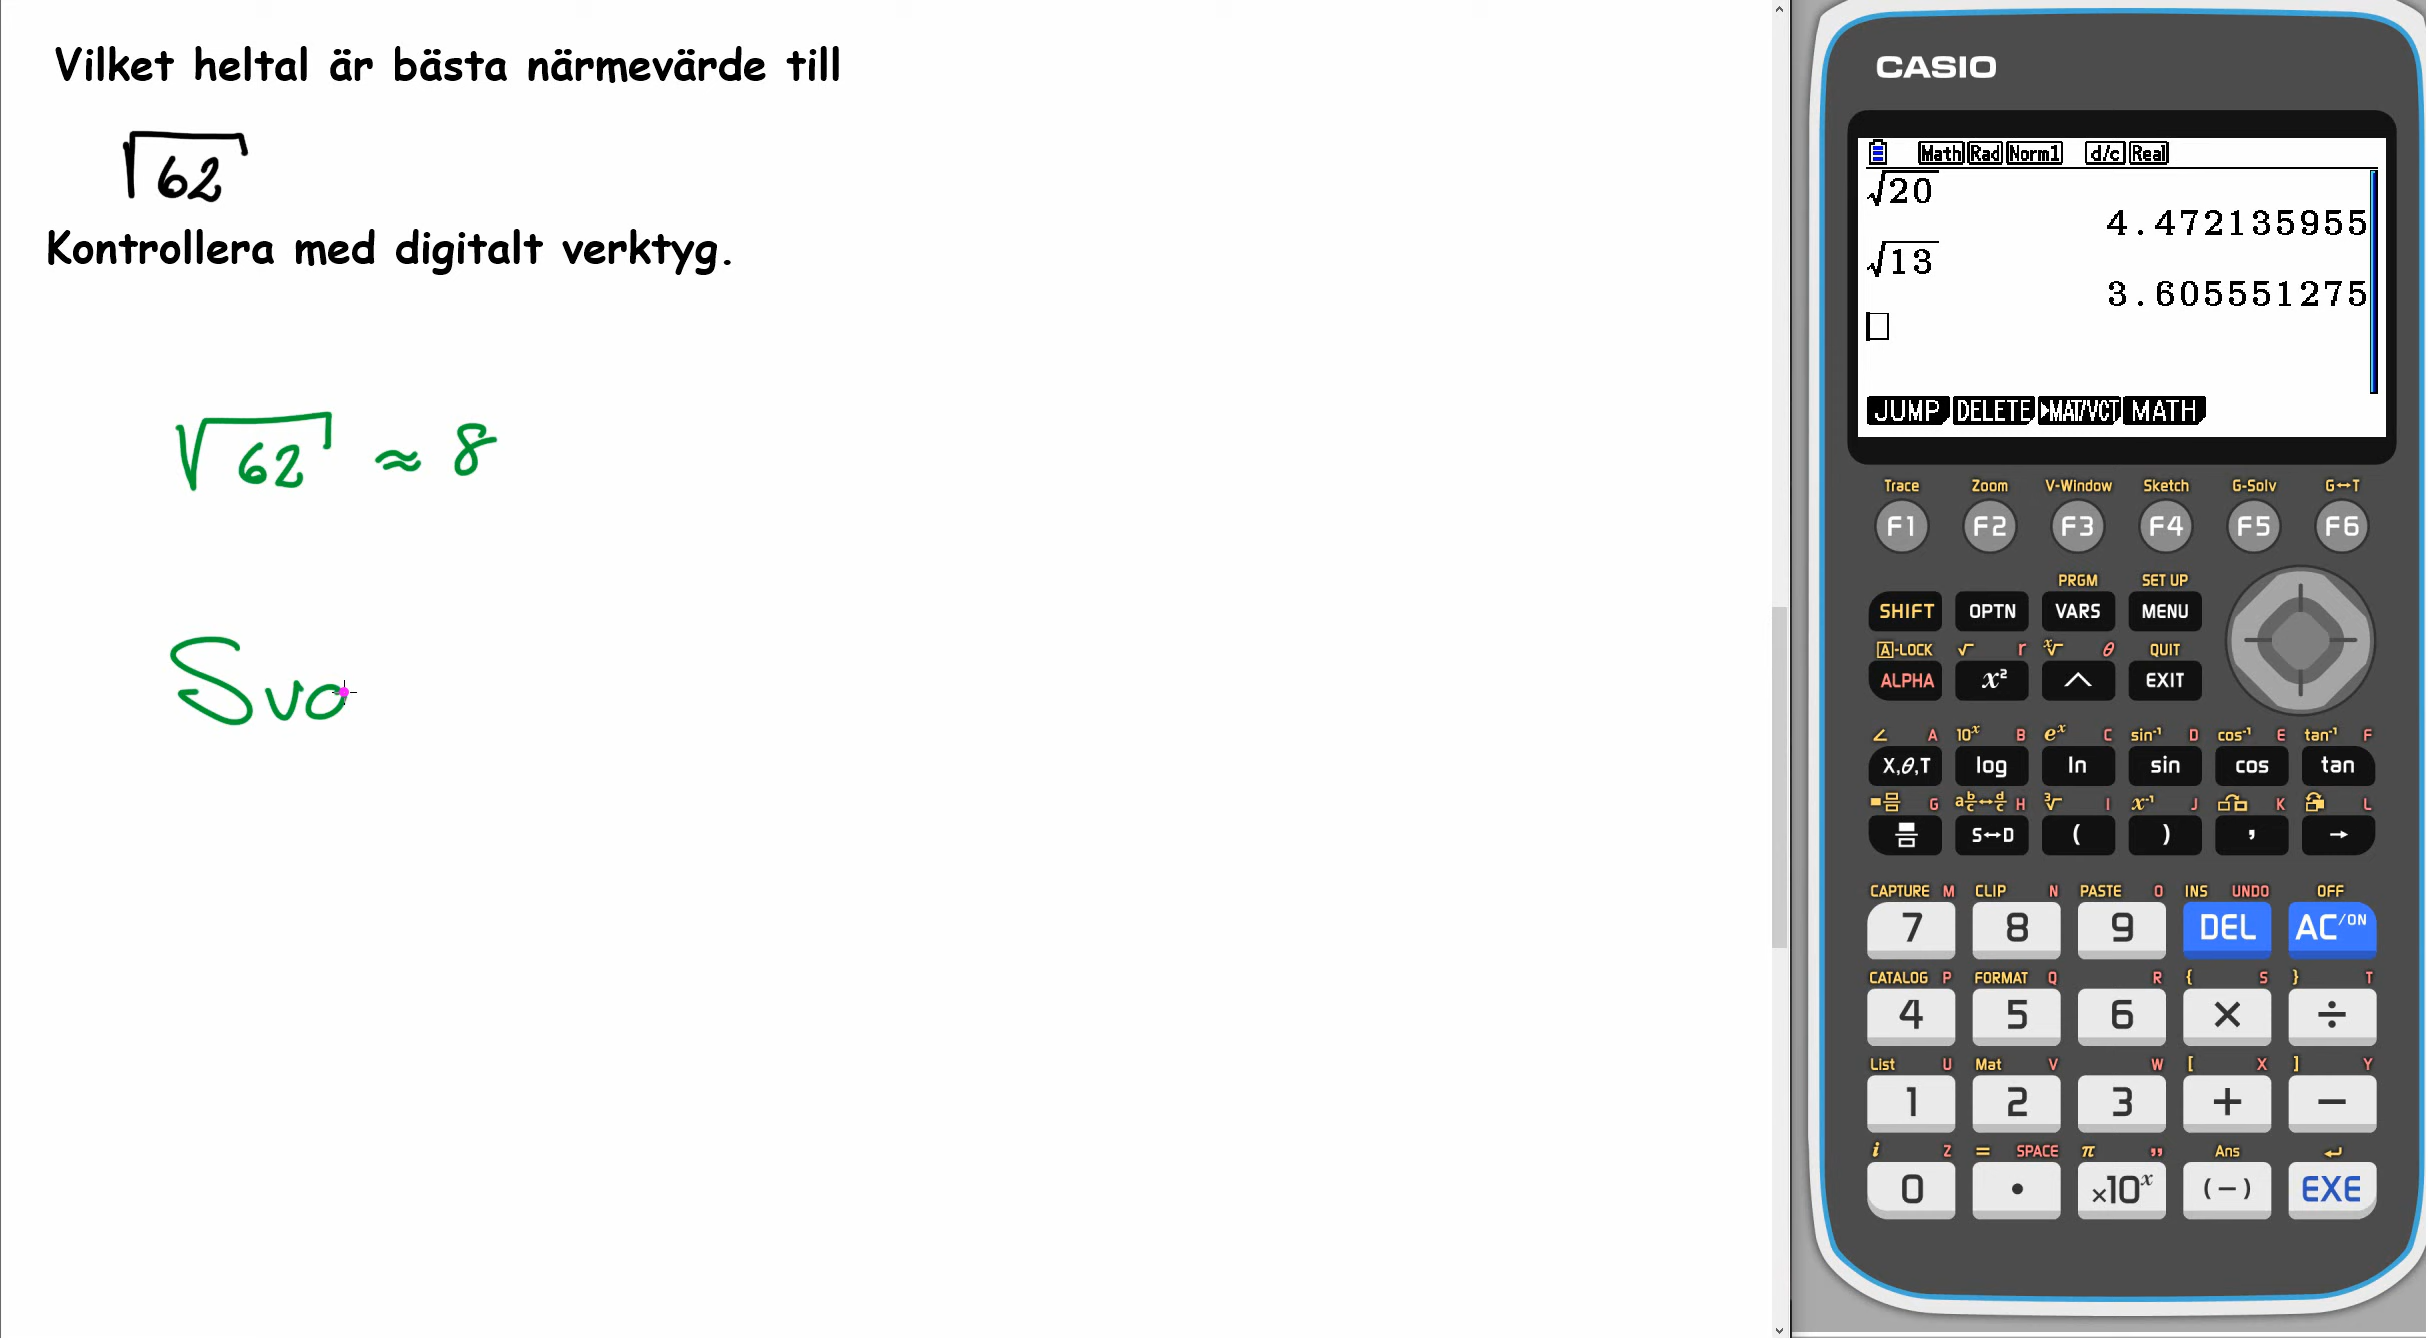 Vilket heltal är bästa närmevärde till
√62
Kontrollera med digitalt verktyg.
√62 ≈ 8
Sva
CASIO
Math Rad Norm1 d/c Real
√20
4.472135955
√13
3.605551275
JUMP DELETE ►MAT/VCT MATH
Trace Zoom V-Window Sketch G-Solv G↔T
F1 F2 F3 F4 F5 F6
PRGM SET UP
SHIFT OPTN VARS MENU
A-LOCK √ r ˣ√ θ QUIT
ALPHA x² ^ EXIT
∠ A 10ˣ B eˣ C sin⁻¹ D cos⁻¹ E tan⁻¹ F
X,θ,T log ln sin cos tan
G a b/c↔d/c H ³√ I x⁻¹ J K L
S↔D ( ) , →
CAPTURE M CLIP N PASTE O INS UNDO OFF
7 8 9 DEL AC/ON
CATALOG P FORMAT Q R { S } T
4 5 6 × ÷
List U Mat V W [ X ] Y
1 2 3 + −
i Z = SPACE π " Ans ↵
0 • ×10ˣ (−) EXE